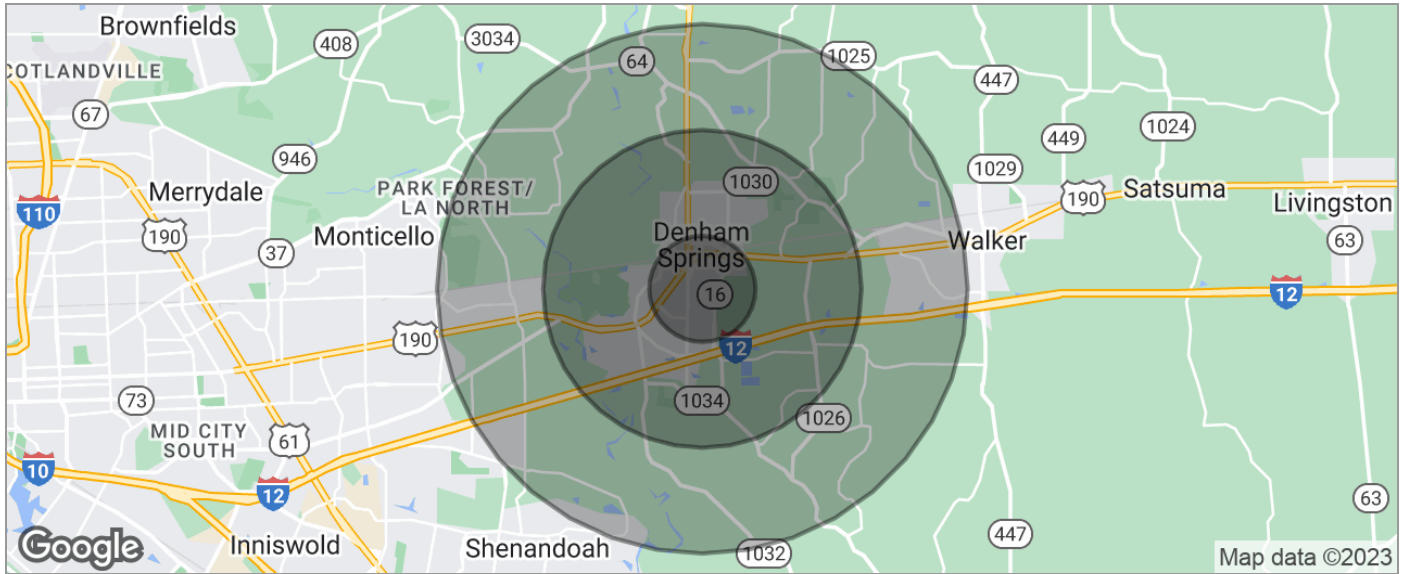 Brownfields
408
3034
64
1025
COTLANDVILLE
447
67
449
1024
946
1029
Merrydale
PARK FOREST/
LA NORTH
1030
190
Satsuma
Livingston
110
190
37
Monticello
Denham
Springs
Walker
63
16
12
190
12
73
1034
1026
MID CITY
SOUTH
61
10
12
63
447
Google
Inniswold
Shenandoah
1032
Map data ©2023